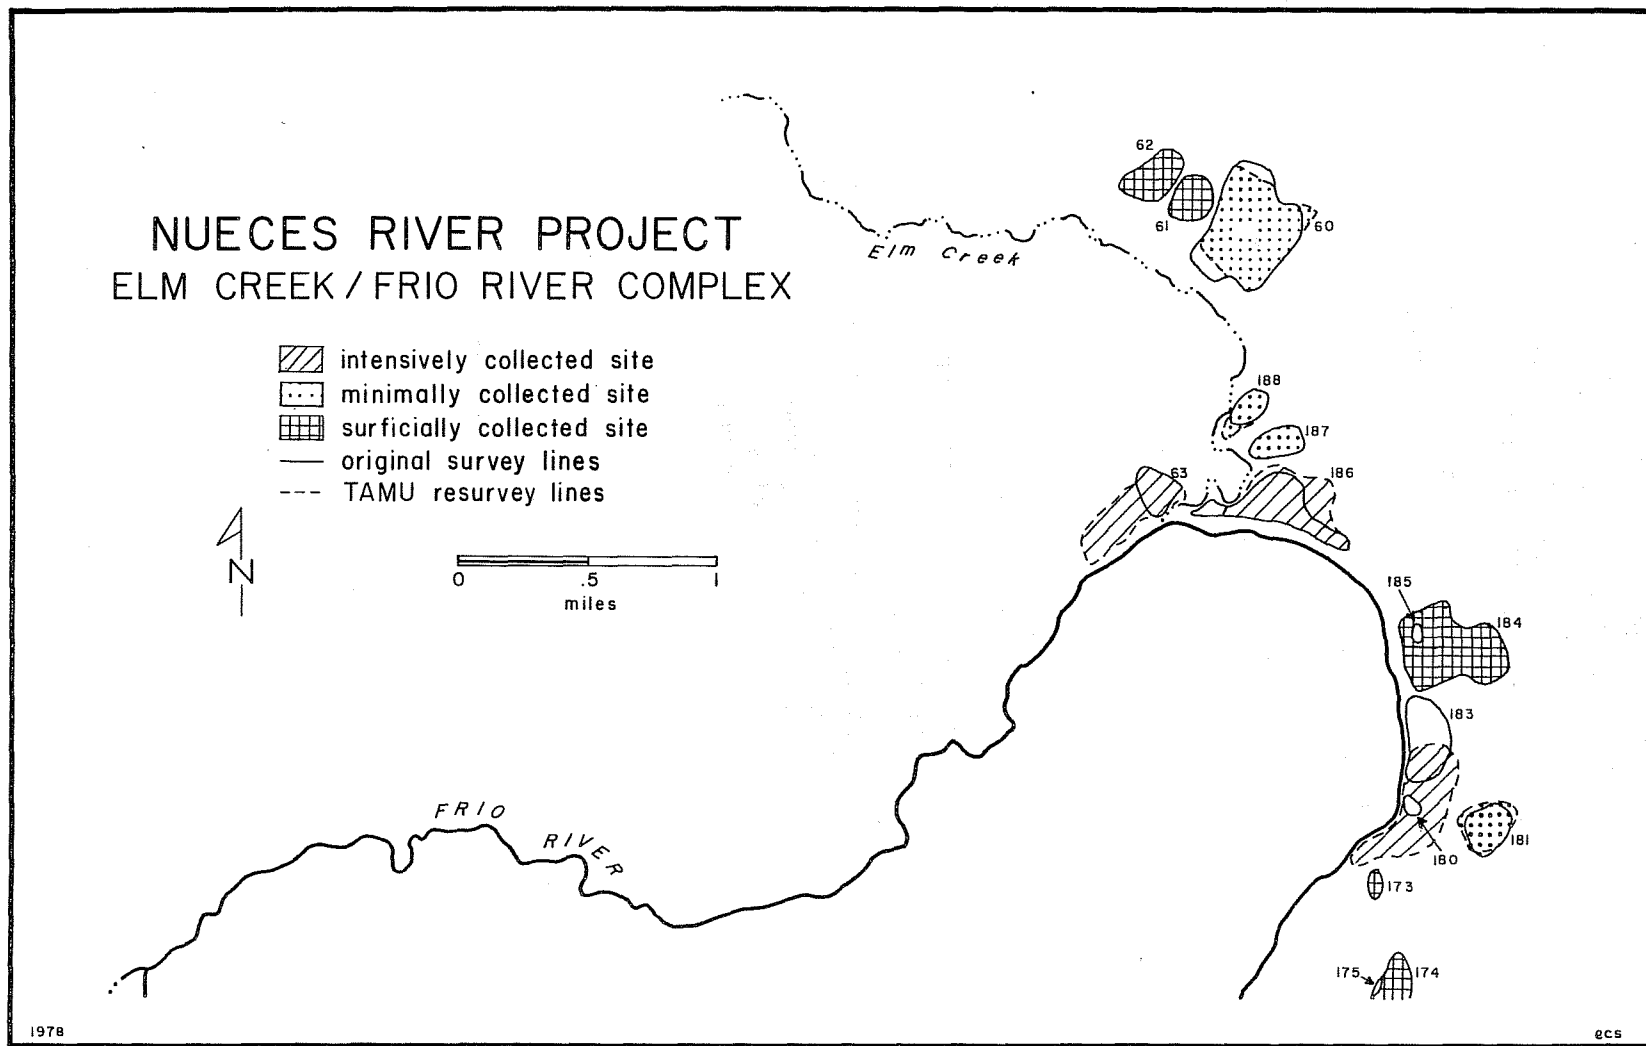 NUECES RIVER PROJECT
ELM CREEK / FRIO RIVER COMPLEX
intensively collected site
minimally collected site
surficially collected site
original survey lines
TAMU resurvey lines
N
0 .5 1
miles
Elm Creek
FRIO RIVER
62
61
60
188
187
63
186
185
184
183
181
180
173
175
174
1978
ecs